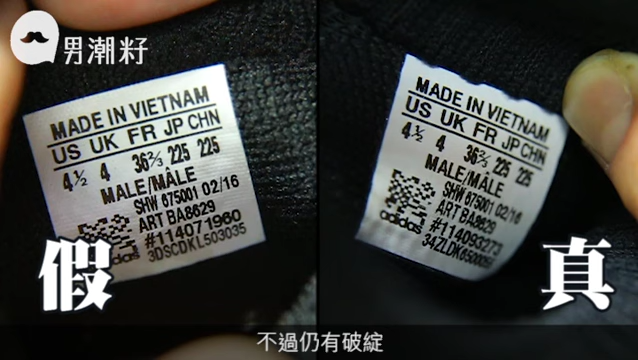 男潮籽
MADE IN VIETNAM
US UK FR JP CHN
4½ 4 36⅔ 225 225
MALE/MÂLE
SHW 675001 02/16
ART BA8629
#114071960
3DSCDKL503035
adidas
假
MADE IN VIETNAM
US UK FR JP CHN
4½ 4 36⅔ 225 225
MALE/MÂLE
SHW 675001 02/16
ART BA8629
#114093273
adidas
真
不過仍有破綻